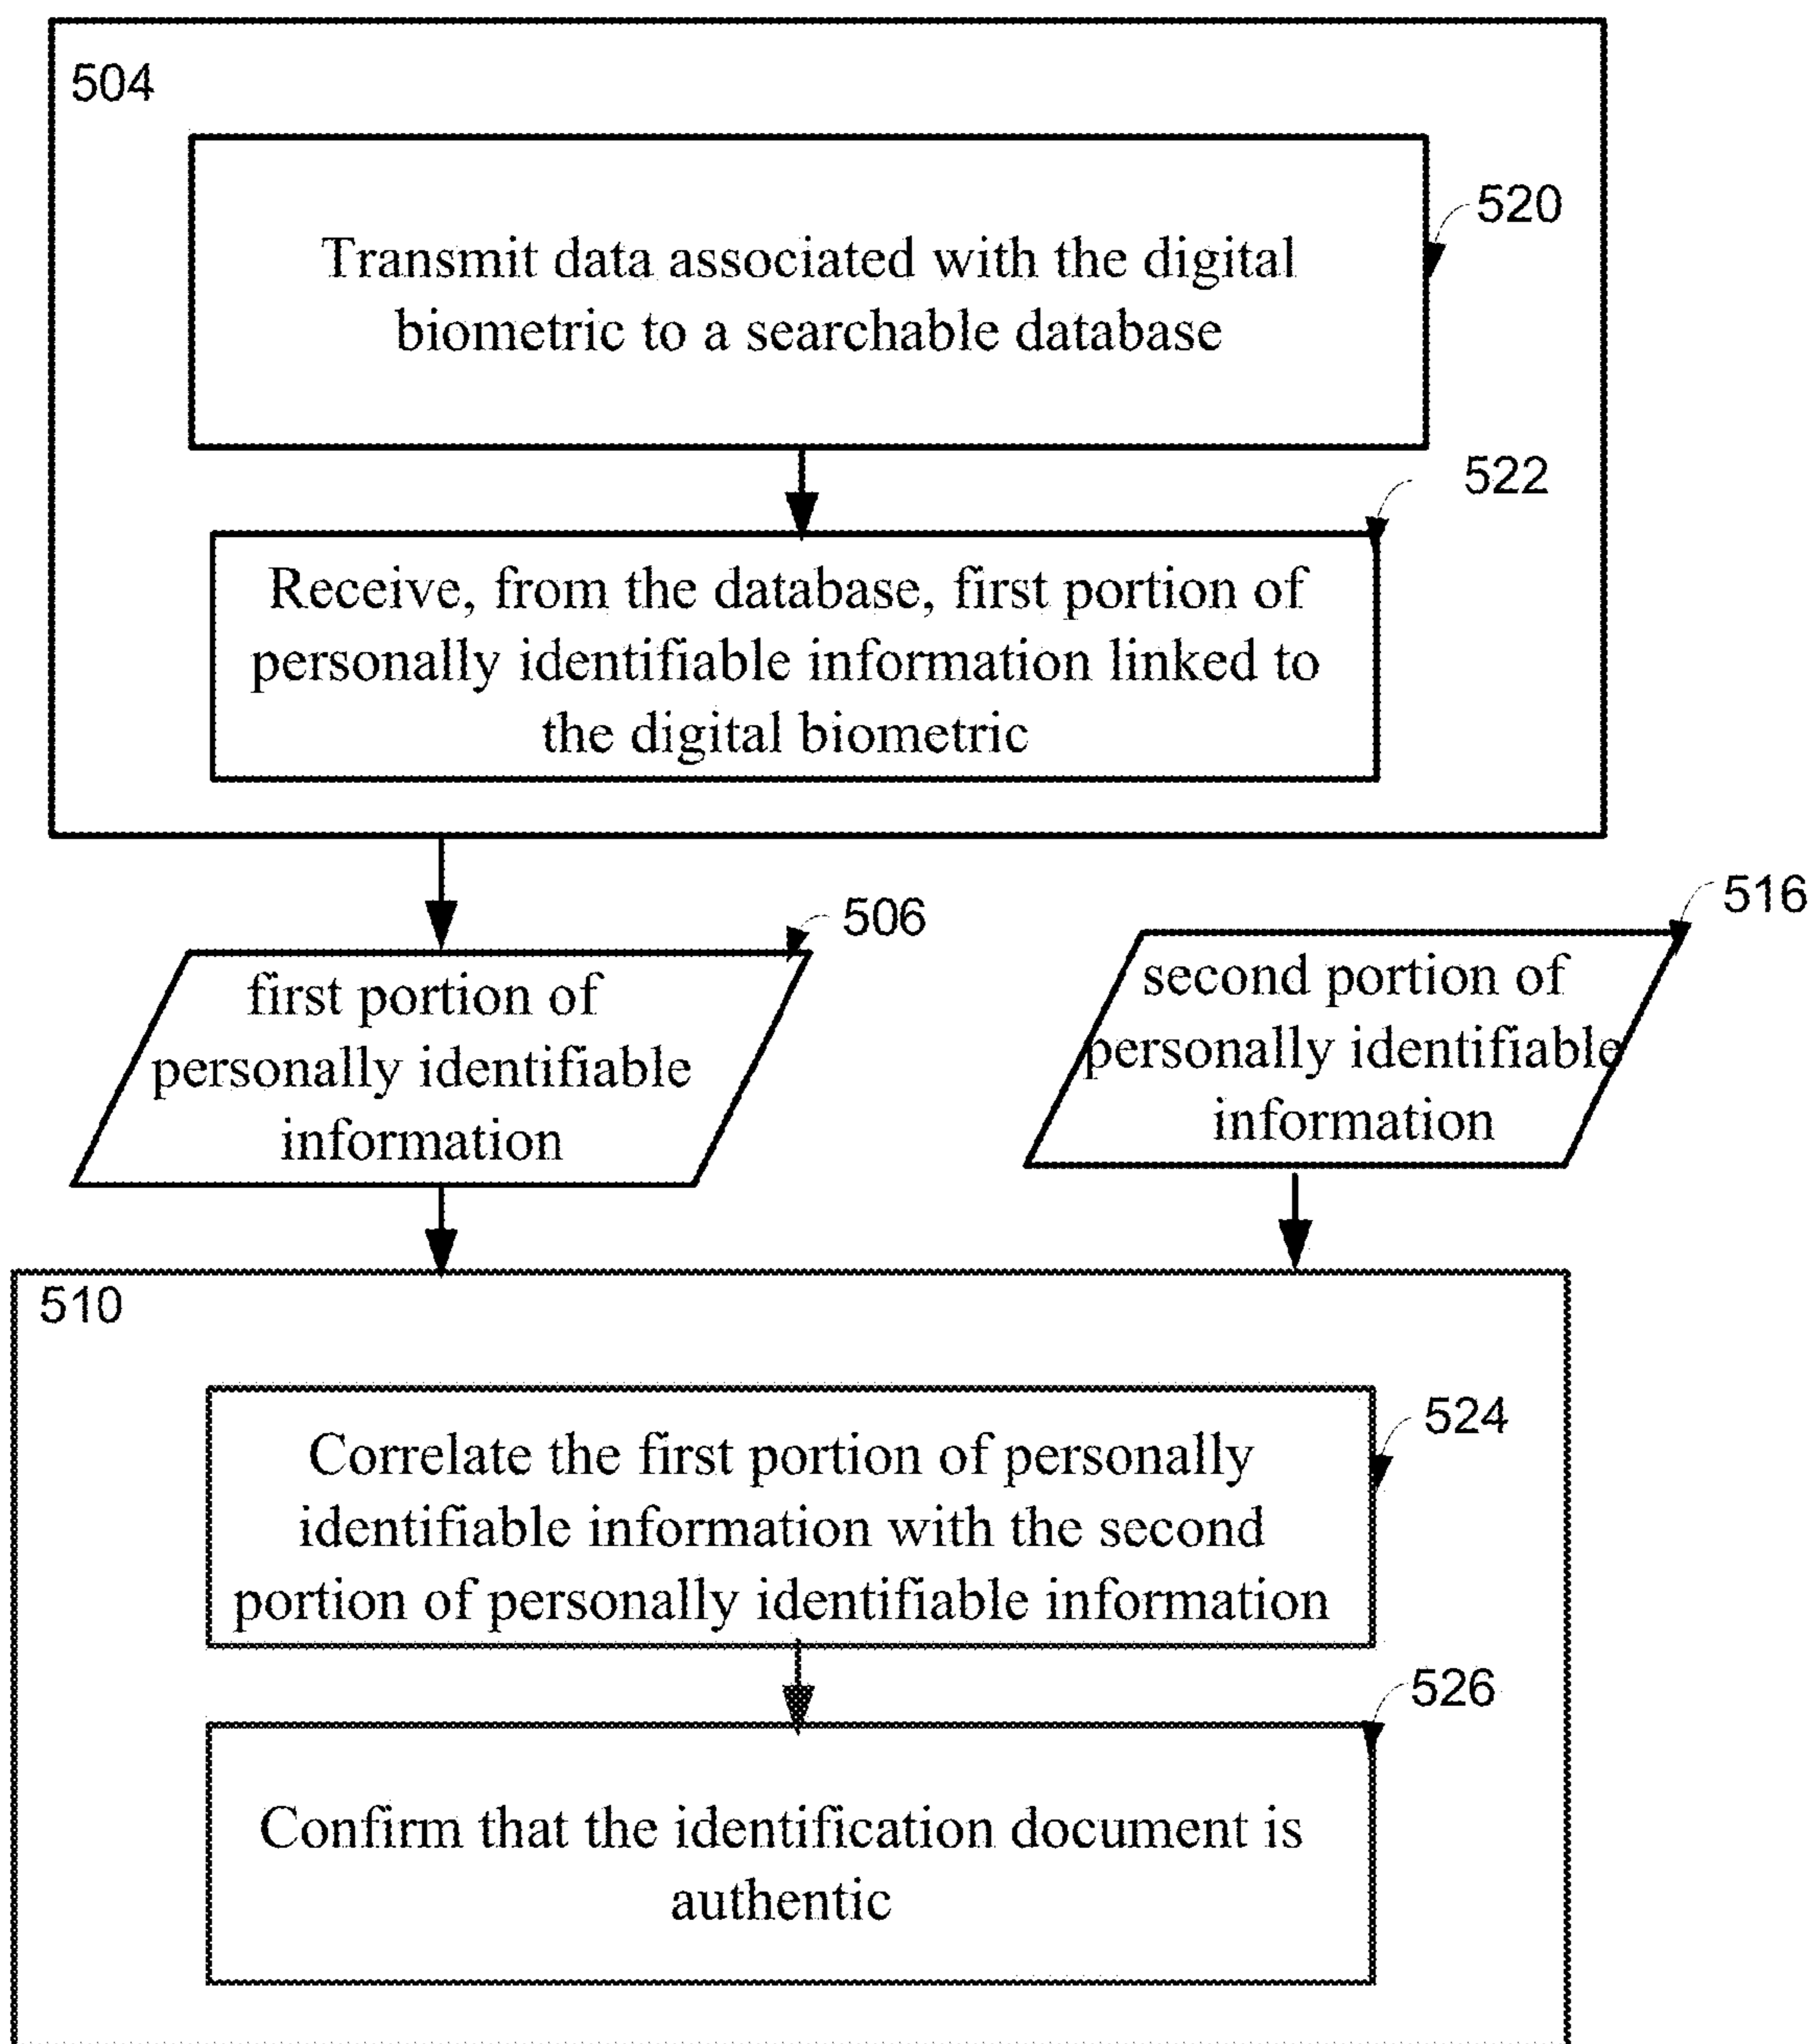 504
520
Transmit data associated with the digital
biometric to a searchable database
522
Receive, from the database, first portion of
personally identifiable information linked to
the digital biometric
506
first portion of
personally identifiable
information
516
second portion of
personally identifiable
information
510
524
Correlate the first portion of personally
identifiable information with the second
portion of personally identifiable information
526
Confirm that the identification document is
authentic